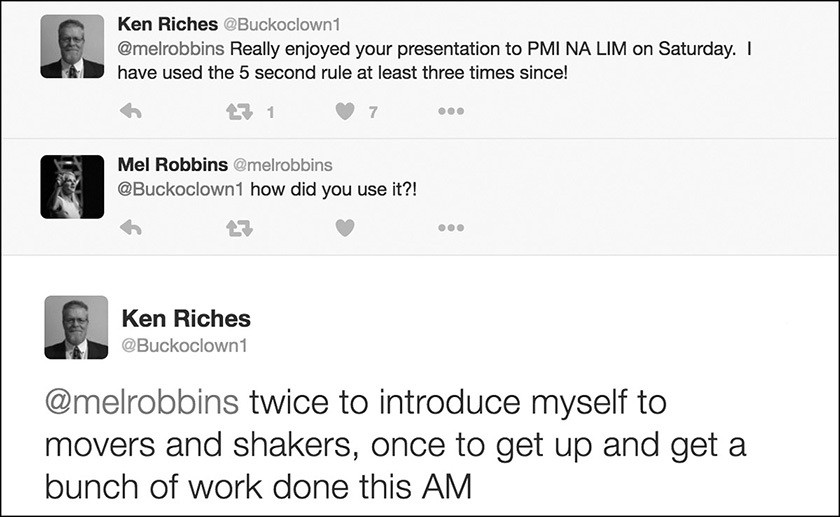 Ken Riches @Buckoclown1
@melrobbins Really enjoyed your presentation to PMI NA LIM on Saturday.  I
have used the 5 second rule at least three times since!
1 7
Mel Robbins @melrobbins
@Buckoclown1 how did you use it?!
Ken Riches
@Buckoclown1
@melrobbins twice to introduce myself to
movers and shakers, once to get up and get a
bunch of work done this AM